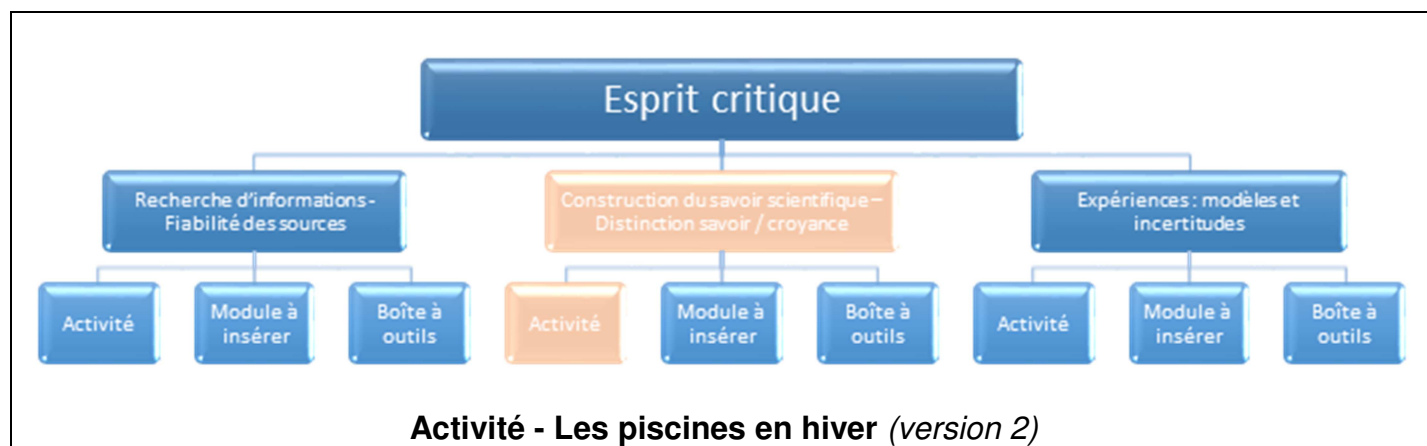 Esprit critique
Recherche d'informations -
Fiabilité des sources
Construction du savoir scientifique –
Distinction savoir / croyance
Expériences : modèles et
incertitudes
Activité
Module à
insérer
Boîte à
outils
Activité
Module à
insérer
Boîte à
outils
Activité
Module à
insérer
Boîte à
outils
Activité - Les piscines en hiver (version 2)